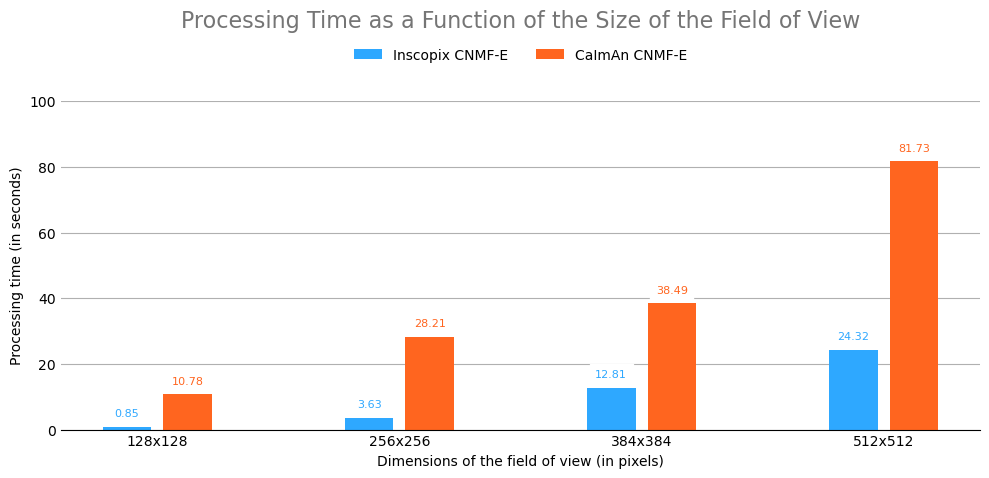 Processing Time as a Function of the Size of the Field of View
Inscopix CNMF-E
CaImAn CNMF-E
100
80
60
40
20
0
Processing time (in seconds)
0.85
10.78
3.63
28.21
12.81
38.49
24.32
81.73
128x128
256x256
384x384
512x512
Dimensions of the field of view (in pixels)